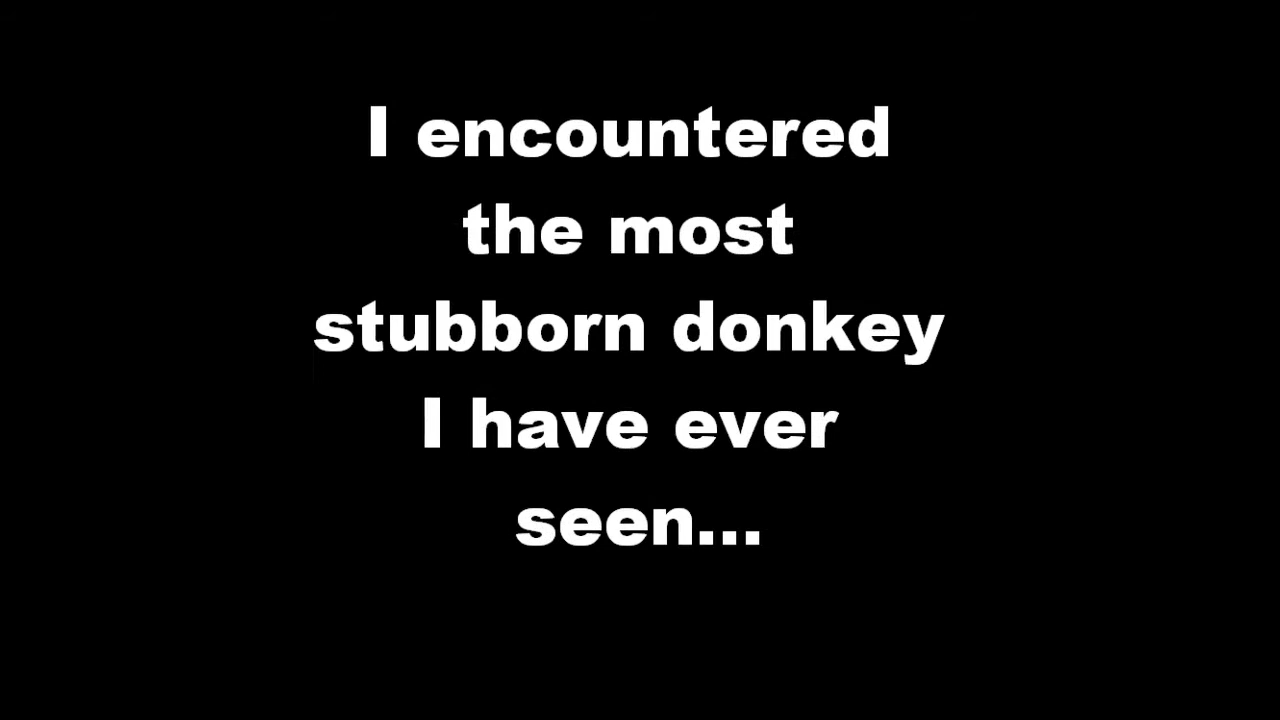 I encountered
the most
stubborn donkey
I have ever
seen...